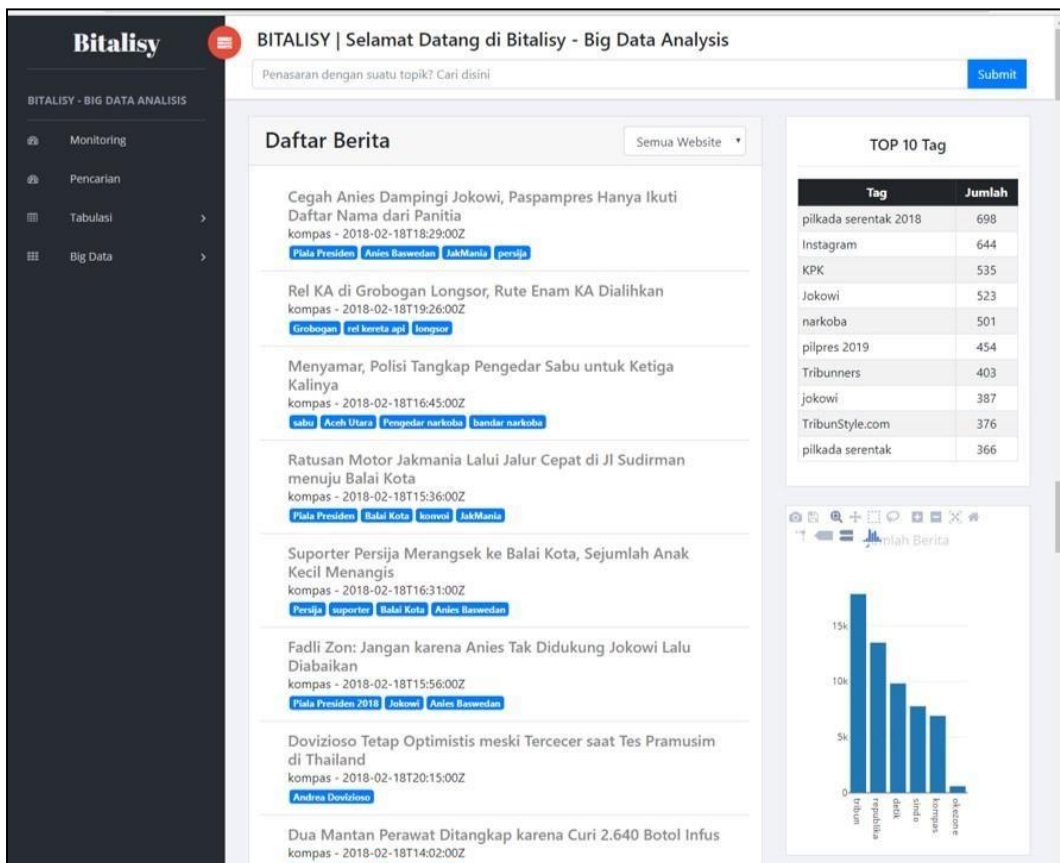 Bitalisy
BITALISY - BIG DATA ANALISIS
Monitoring
Pencarian
Tabulasi
Big Data
BITALISY | Selamat Datang di Bitalisy - Big Data Analysis
Penasaran dengan suatu topik? Cari disini
Submit
Daftar Berita
Semua Website
Cegah Anies Dampingi Jokowi, Paspampres Hanya Ikuti
Daftar Nama dari Panitia
kompas - 2018-02-18T18:29:00Z
Piala Presiden Anies Baswedan JakMania persija
Rel KA di Grobogan Longsor, Rute Enam KA Dialihkan
kompas - 2018-02-18T19:26:00Z
Grobogan rel kereta api longsor
Menyamar, Polisi Tangkap Pengedar Sabu untuk Ketiga
Kalinya
kompas - 2018-02-18T16:45:00Z
sabu Aceh Utara Pengedar narkoba bandar narkoba
Ratusan Motor Jakmania Lalui Jalur Cepat di Jl Sudirman
menuju Balai Kota
kompas - 2018-02-18T15:36:00Z
Piala Presiden Balai Kota konvoi JakMania
Suporter Persija Merangsek ke Balai Kota, Sejumlah Anak
Kecil Menangis
kompas - 2018-02-18T16:31:00Z
Persija suporter Balai Kota Anies Baswedan
Fadli Zon: Jangan karena Anies Tak Didukung Jokowi Lalu
Diabaikan
kompas - 2018-02-18T15:56:00Z
Piala Presiden 2018 Jokowi Anies Baswedan
Dovizioso Tetap Optimistis meski Tercecer saat Tes Pramusim
di Thailand
kompas - 2018-02-18T20:15:00Z
Andrea Dovizioso
Dua Mantan Perawat Ditangkap karena Curi 2.640 Botol Infus
kompas - 2018-02-18T14:02:00Z
TOP 10 Tag
Tag Jumlah
pilkada serentak 2018 698
Instagram 644
KPK 535
Jokowi 523
narkoba 501
pilpres 2019 454
Tribunners 403
jokowi 387
TribunStyle.com 376
pilkada serentak 366
Jumlah Berita
15k
10k
5k
0
tribun
republika
detik
sindo
kompas
okezone